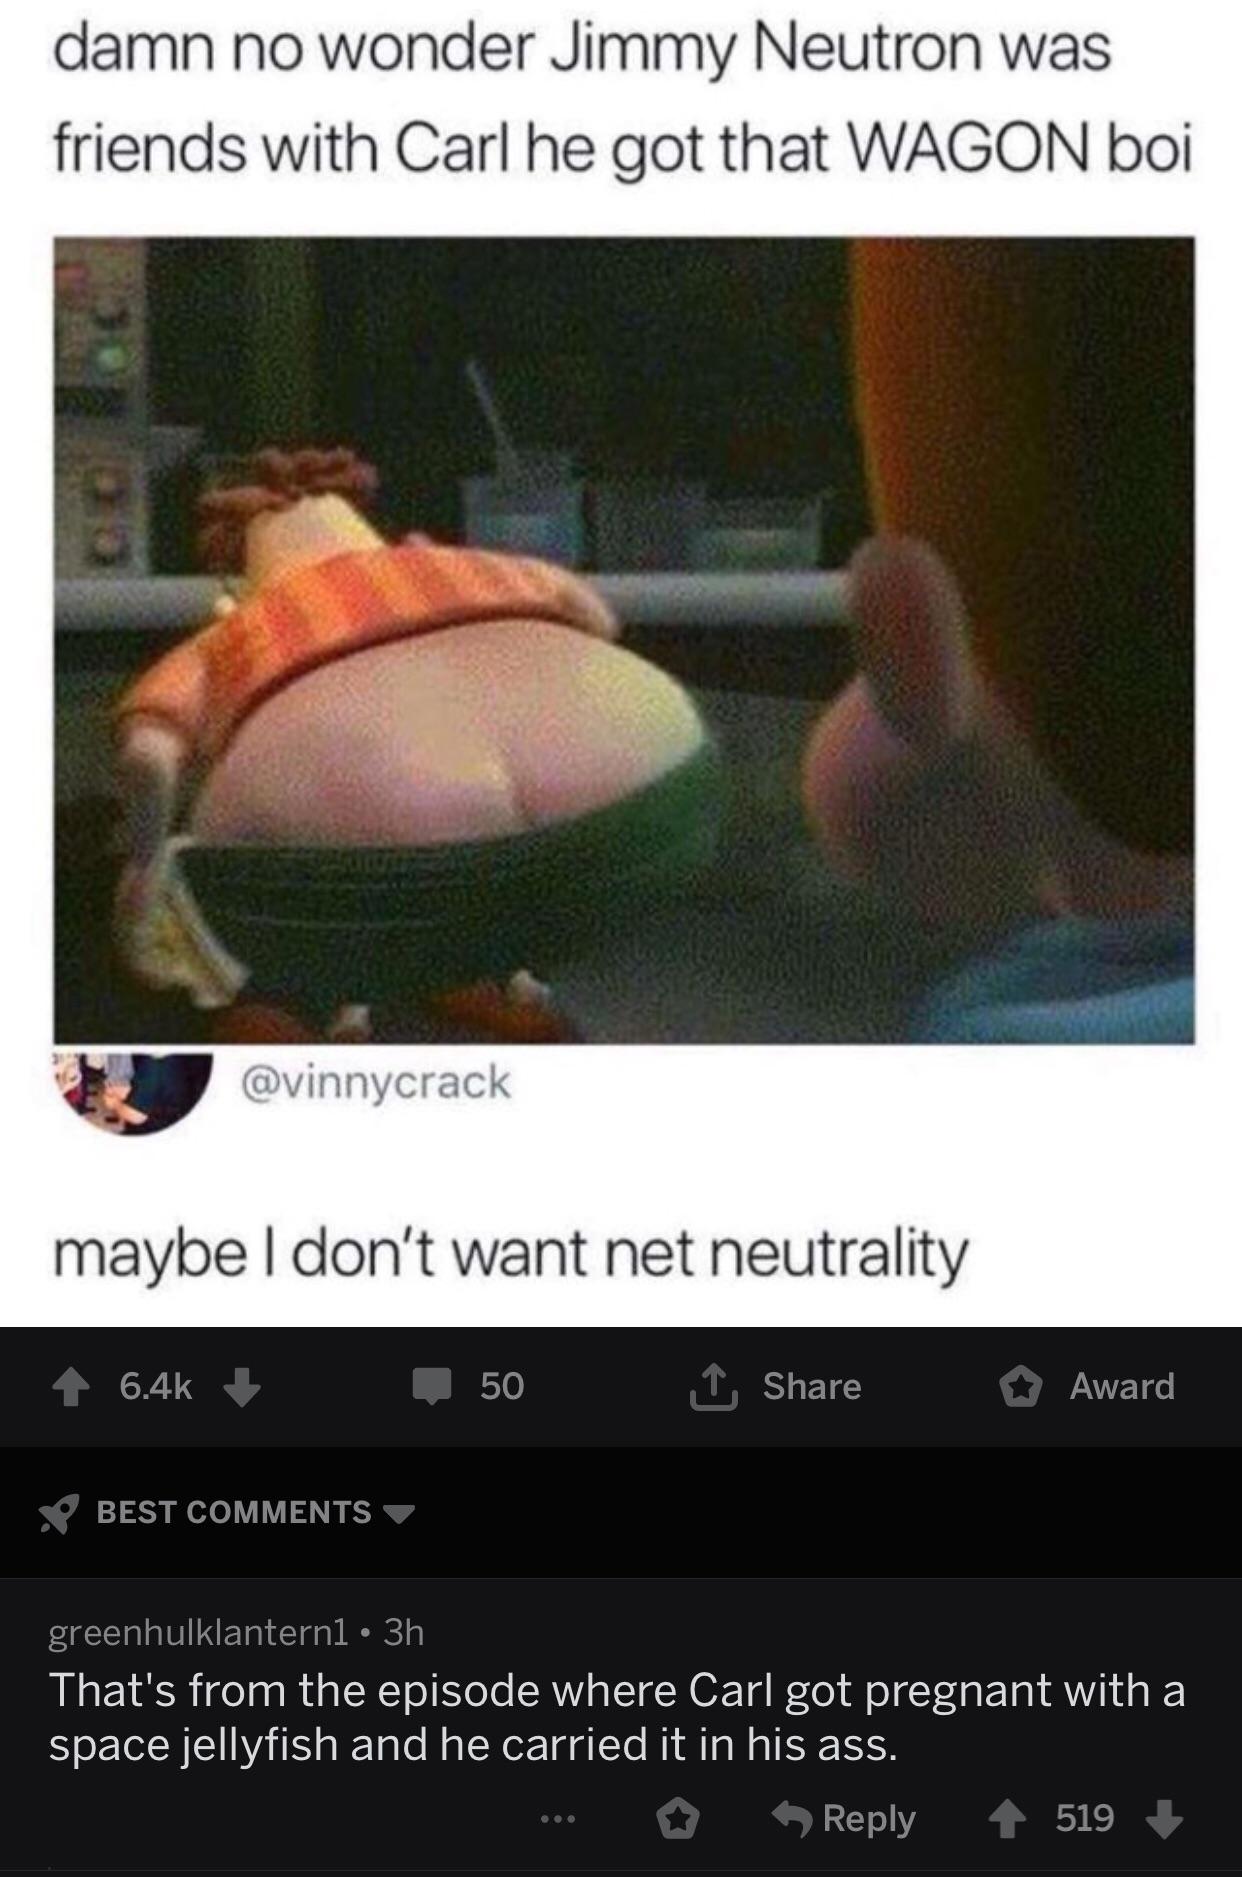 damn no wonder Jimmy Neutron was
friends with Carl he got that WAGON boi
@vinnycrack
maybe I don't want net neutrality
6.4k 50 Share Award
BEST COMMENTS
greenhulklantern1 • 3h
That's from the episode where Carl got pregnant with a
space jellyfish and he carried it in his ass.
... Reply 519